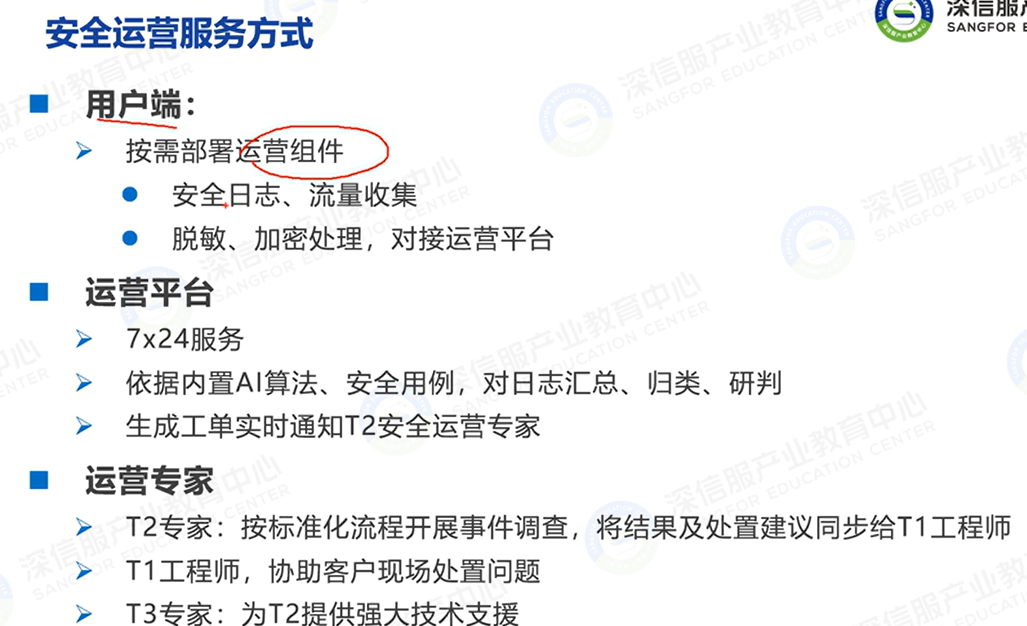 安全运营服务方式
深信服产
SANGFOR E
用户端：
按需部署运营组件
安全日志、流量收集
脱敏、加密处理，对接运营平台
运营平台
7x24服务
依据内置AI算法、安全用例，对日志汇总、归类、研判
生成工单实时通知T2安全运营专家
运营专家
T2专家：按标准化流程开展事件调查，将结果及处置建议同步给T1工程师
T1工程师，协助客户现场处置问题
T3专家：为T2提供强大技术支援
深信服产业教育中心
SANGFOR EDUCATION CENTER